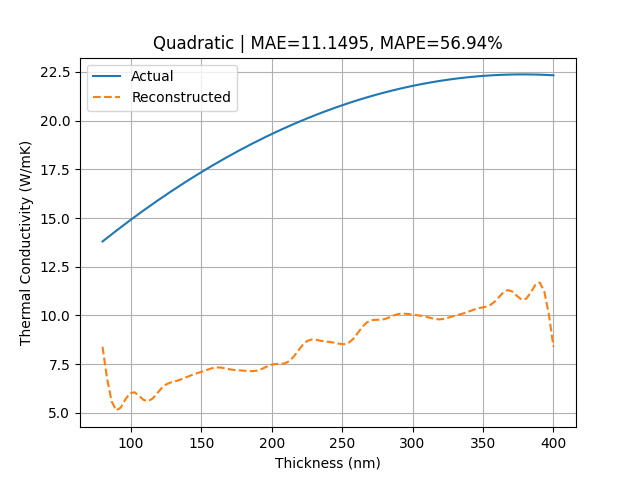 Quadratic | MAE=11.1495, MAPE=56.94%
Actual
Reconstructed
Thermal Conductivity (W/mK)
22.5
20.0
17.5
15.0
12.5
10.0
7.5
5.0
100 150 200 250 300 350 400
Thickness (nm)